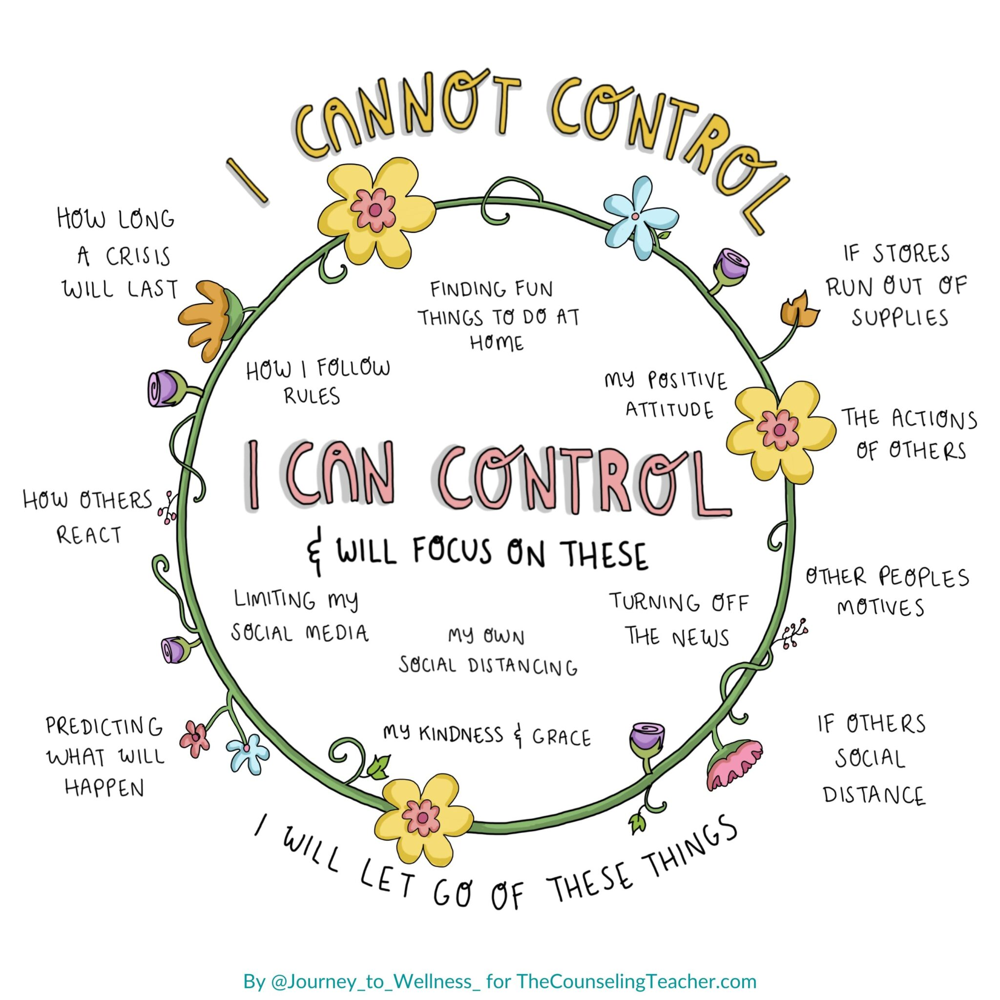 I CANNOT CONTROL
HOW LONG
A CRISIS
WILL LAST
IF STORES
RUN OUT OF
SUPPLIES
FINDING FUN
THINGS TO DO AT
HOME
HOW I FOLLOW
RULES
MY POSITIVE
ATTITUDE
THE ACTIONS
OF OTHERS
I CAN CONTROL
& WILL FOCUS ON THESE
HOW OTHERS
REACT
OTHER PEOPLES
MOTIVES
LIMITING MY
SOCIAL MEDIA
MY OWN
SOCIAL DISTANCING
TURNING OFF
THE NEWS
PREDICTING
WHAT WILL
HAPPEN
MY KINDNESS & GRACE
IF OTHERS
SOCIAL
DISTANCE
I WILL LET GO OF THESE THINGS
By @Journey_to_Wellness_ for TheCounselingTeacher.com